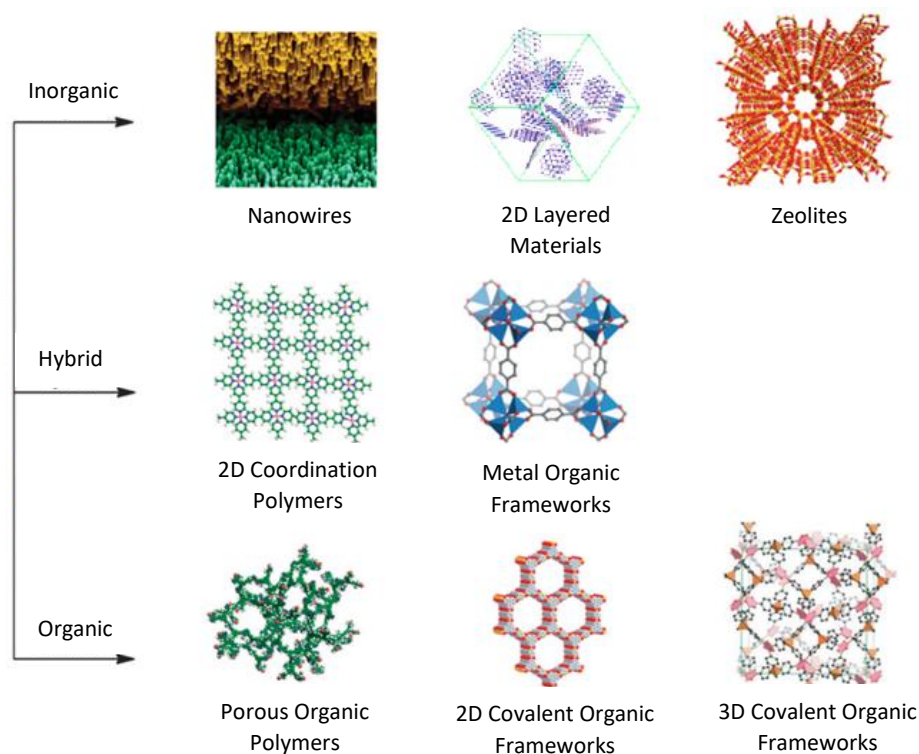 Inorganic
Nanowires
2D Layered
Materials
Zeolites
Hybrid
2D Coordination
Polymers
Metal Organic
Frameworks
Organic
Porous Organic
Polymers
2D Covalent Organic
Frameworks
3D Covalent Organic
Frameworks